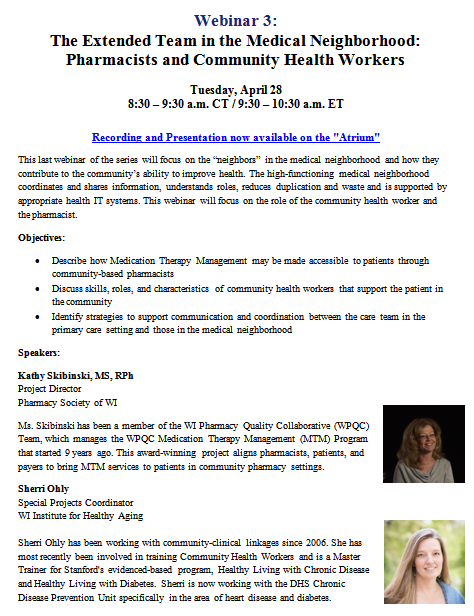 Webinar 3:
The Extended Team in the Medical Neighborhood:
Pharmacists and Community Health Workers
Tuesday, April 28
8:30 – 9:30 a.m. CT / 9:30 – 10:30 a.m. ET
Recording and Presentation now available on the "Atrium"
This last webinar of the series will focus on the “neighbors” in the medical neighborhood and how they
contribute to the community’s ability to improve health. The high-functioning medical neighborhood
coordinates and shares information, understands roles, reduces duplication and waste and is supported by
appropriate health IT systems. This webinar will focus on the role of the community health worker and
the pharmacist.
Objectives:
• Describe how Medication Therapy Management may be made accessible to patients through
community-based pharmacists
• Discuss skills, roles, and characteristics of community health workers that support the patient in
the community
• Identify strategies to support communication and coordination between the care team in the
primary care setting and those in the medical neighborhood
Speakers:
Kathy Skibinski, MS, RPh
Project Director
Pharmacy Society of WI
Ms. Skibinski has been a member of the WI Pharmacy Quality Collaborative (WPQC)
Team, which manages the WPQC Medication Therapy Management (MTM) Program
that started 9 years ago. This award-winning project aligns pharmacists, patients, and
payers to bring MTM services to patients in community pharmacy settings.
Sherri Ohly
Special Projects Coordinator
WI Institute for Healthy Aging
Sherri Ohly has been working with community-clinical linkages since 2006. She has
most recently been involved in training Community Health Workers and is a Master
Trainer for Stanford's evidenced-based program, Healthy Living with Chronic Disease
and Healthy Living with Diabetes. Sherri is now working with the DHS Chronic
Disease Prevention Unit specifically in the area of heart disease and diabetes.